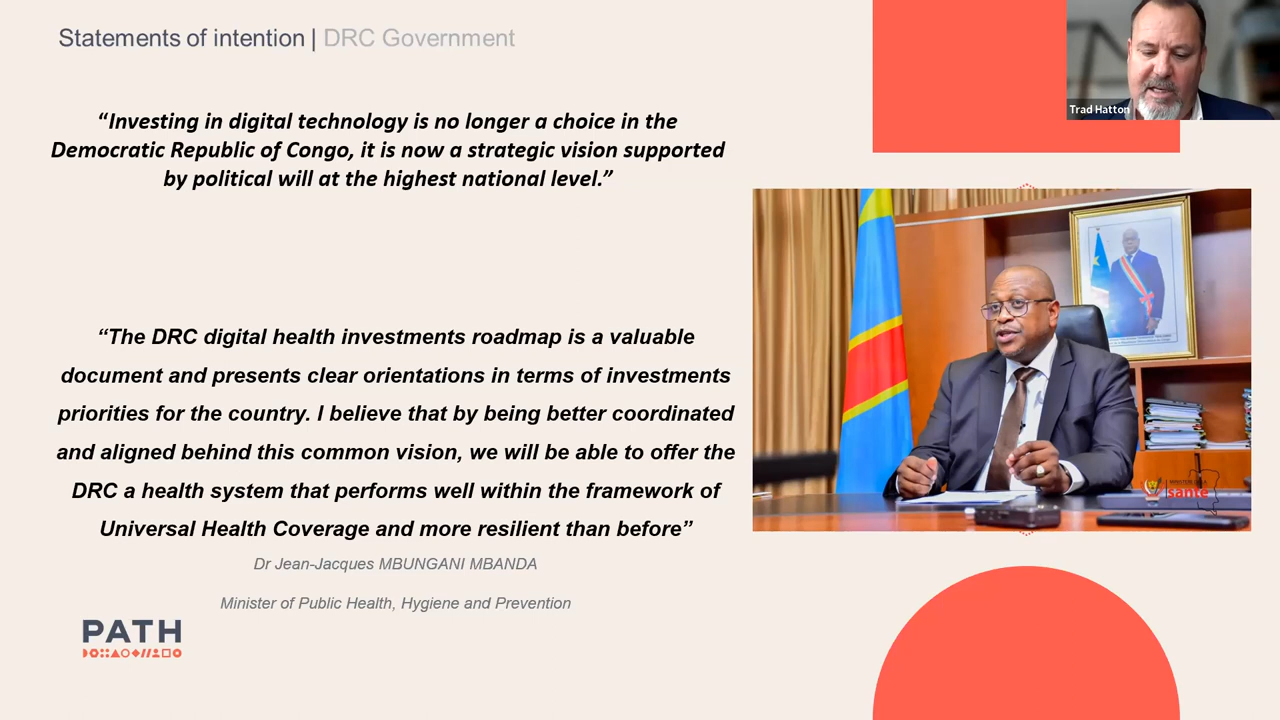 Statements of intention | DRC Government
Trad Hatton
“Investing in digital technology is no longer a choice in the
Democratic Republic of Congo, it is now a strategic vision supported
by political will at the highest national level.”
“The DRC digital health investments roadmap is a valuable
document and presents clear orientations in terms of investments
priorities for the country. I believe that by being better coordinated
and aligned behind this common vision, we will be able to offer the
DRC a health system that performs well within the framework of
Universal Health Coverage and more resilient than before”
Dr Jean-Jacques MBUNGANI MBANDA
Minister of Public Health, Hygiene and Prevention
santé
PATH